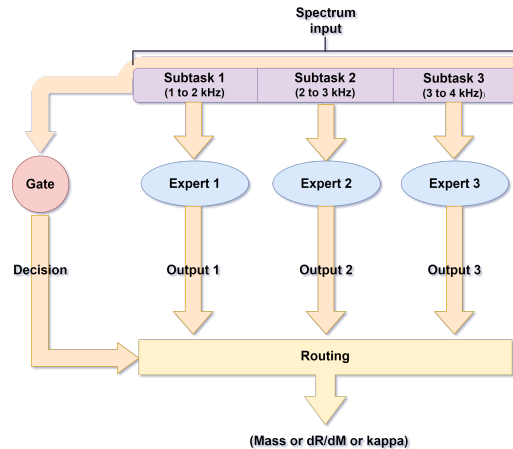 Spectrum
input
Subtask 1
(1 to 2 kHz)
Subtask 2
(2 to 3 kHz)
Subtask 3
(3 to 4 kHz)
Gate
Expert 1
Expert 2
Expert 3
Decision
Output 1
Output 2
Output 3
Routing
(Mass or dR/dM or kappa)